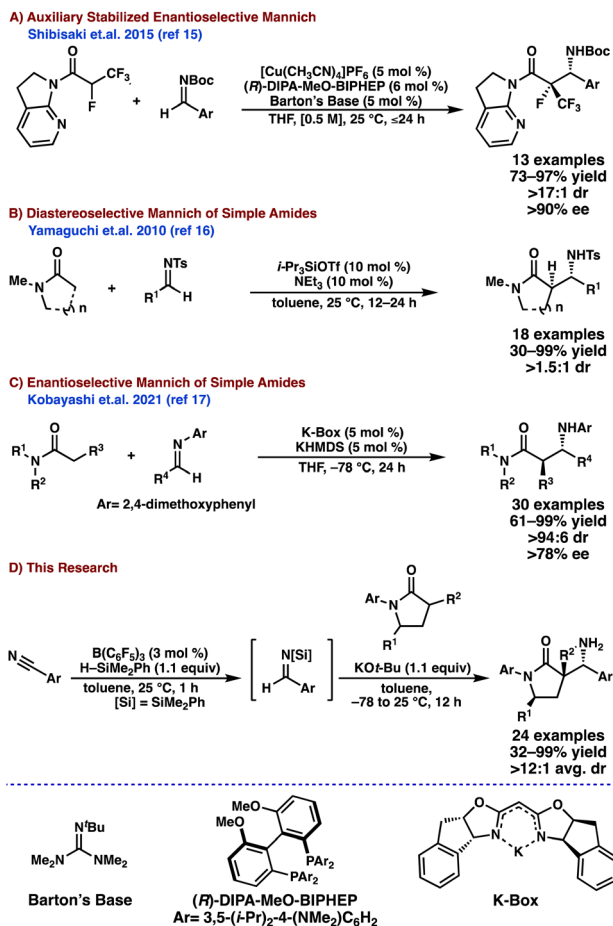 A) Auxiliary Stabilized Enantioselective Mannich
Shibisaki et.al. 2015 (ref 15)
O
N
N
F
CF3
+
NBoc
H
Ar
[Cu(CH3CN)4]PF6 (5 mol %)
(R)-DIPA-MeO-BIPHEP (6 mol %)
Barton's Base (5 mol %)
THF, [0.5 M], 25 °C, ≤24 h
O
NHBoc
N
Ar
N
F
CF3
13 examples
73–97% yield
>17:1 dr
>90% ee
B) Diastereoselective Mannich of Simple Amides
Yamaguchi et.al. 2010 (ref 16)
O
Me
N
n
+
NTs
R1
H
i-Pr3SiOTf (10 mol %)
NEt3 (10 mol %)
toluene, 25 °C, 12–24 h
O
H
NHTs
Me
N
R1
n
18 examples
30–99% yield
>1.5:1 dr
C) Enantioselective Mannich of Simple Amides
Kobayashi et.al. 2021 (ref 17)
O
R1
N
R3
R2
+
N
Ar
R4
H
Ar= 2,4-dimethoxyphenyl
K-Box (5 mol %)
KHMDS (5 mol %)
THF, –78 °C, 24 h
O
NHAr
R1
N
R4
R2
R3
30 examples
61–99% yield
>94:6 dr
>78% ee
D) This Research
N
Ar
B(C6F5)3 (3 mol %)
H–SiMe2Ph (1.1 equiv)
toluene, 25 °C, 1 h
[Si] = SiMe2Ph
N[Si]
H
Ar
O
Ar
N
R2
R1
KOt-Bu (1.1 equiv)
toluene,
–78 to 25 °C, 12 h
O
R2
NH2
Ar
N
Ar
R1
24 examples
32–99% yield
>12:1 avg. dr
NtBu
Me2N
NMe2
Barton's Base
MeO
MeO
PAr2
PAr2
(R)-DIPA-MeO-BIPHEP
Ar= 3,5-(i-Pr)2-4-(NMe2)C6H2
O
O
N
N
K
K-Box